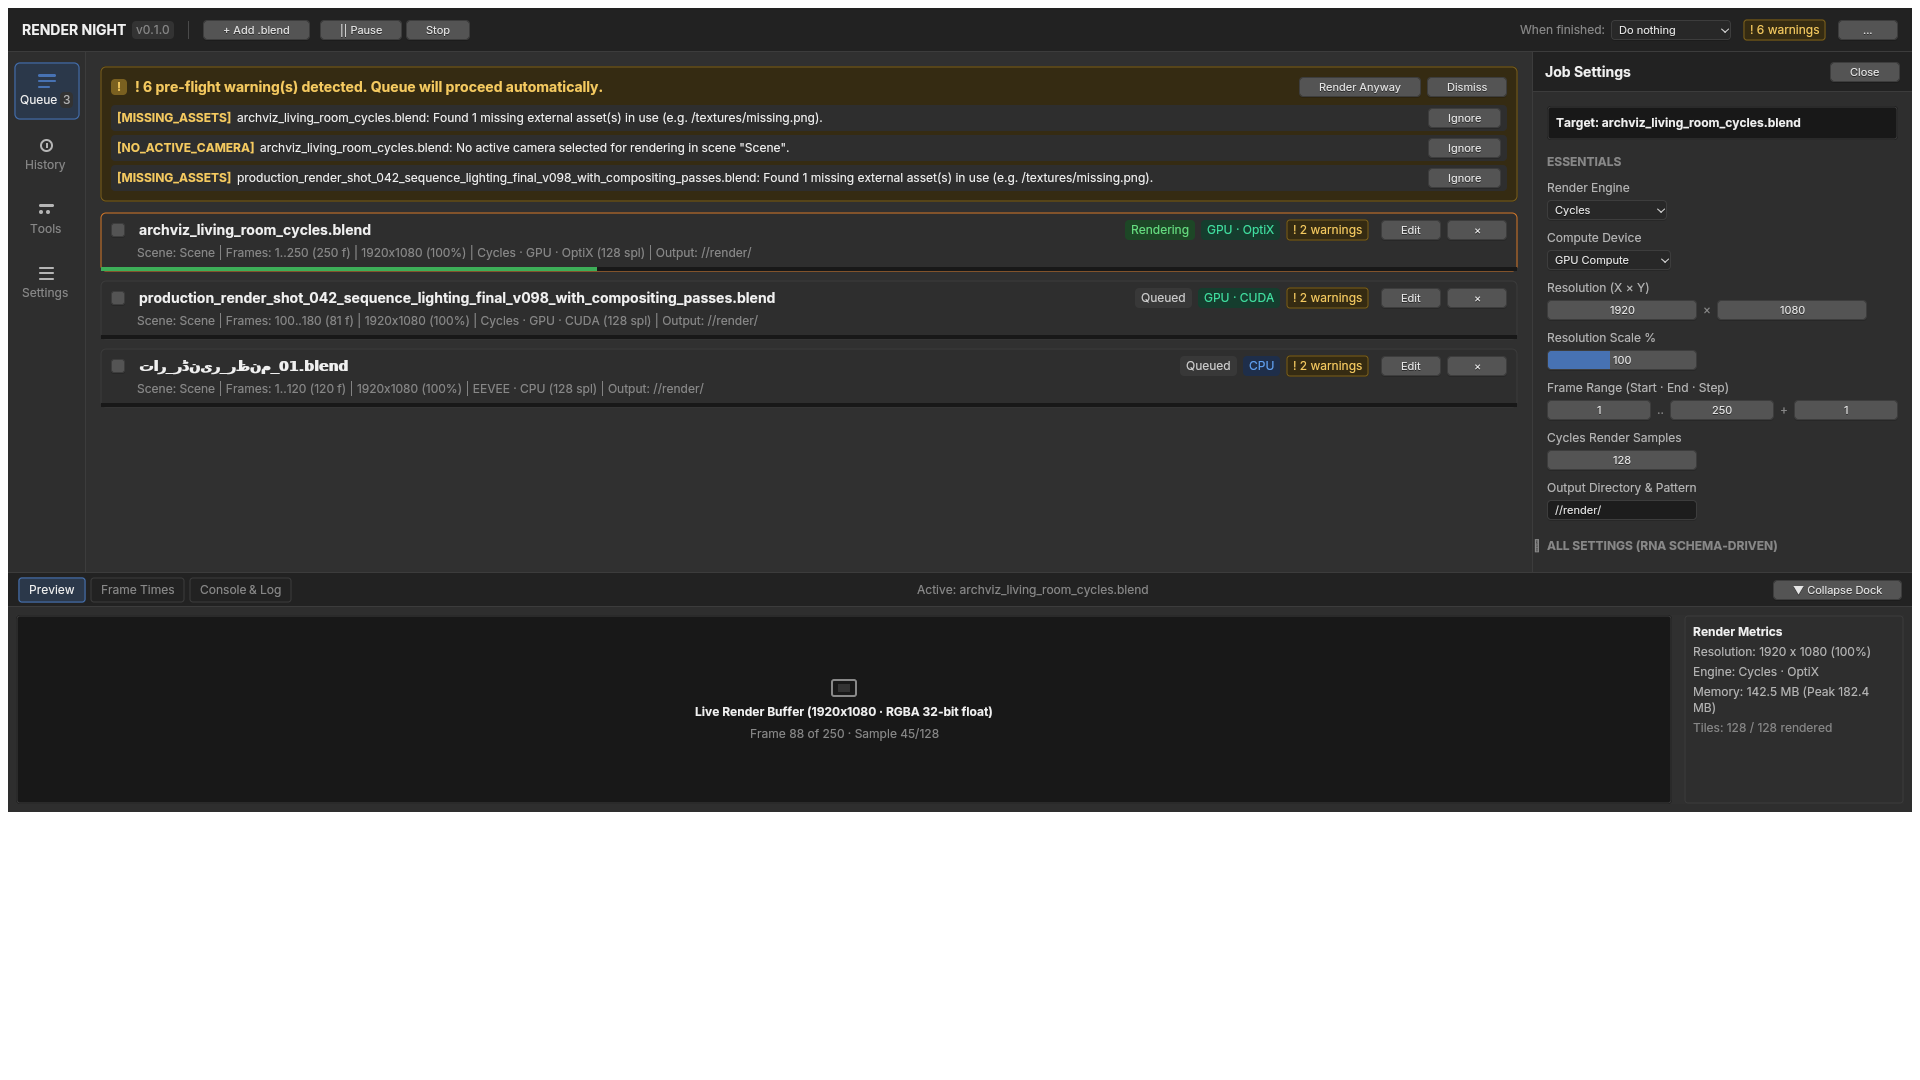 RENDER NIGHT v0.1.0
+ Add .blend
|| Pause
Stop
When finished: Do nothing
! 6 warnings
...
Queue 3
History
Tools
Settings
! ! 6 pre-flight warning(s) detected. Queue will proceed automatically.
Render Anyway
Dismiss
[MISSING_ASSETS] archviz_living_room_cycles.blend: Found 1 missing external asset(s) in use (e.g. /textures/missing.png).
Ignore
[NO_ACTIVE_CAMERA] archviz_living_room_cycles.blend: No active camera selected for rendering in scene "Scene".
Ignore
[MISSING_ASSETS] production_render_shot_042_sequence_lighting_final_v098_with_compositing_passes.blend: Found 1 missing external asset(s) in use (e.g. /textures/missing.png).
Ignore
archviz_living_room_cycles.blend
Rendering
GPU · OptiX
! 2 warnings
Edit
×
Scene: Scene | Frames: 1..250 (250 f) | 1920x1080 (100%) | Cycles · GPU · OptiX (128 spl) | Output: //render/
production_render_shot_042_sequence_lighting_final_v098_with_compositing_passes.blend
Queued
GPU · CUDA
! 2 warnings
Edit
×
Scene: Scene | Frames: 100..180 (81 f) | 1920x1080 (100%) | Cycles · GPU · CUDA (128 spl) | Output: //render/
منظر_رینڈر_رات_01.blend
Queued
CPU
! 2 warnings
Edit
×
Scene: Scene | Frames: 1..120 (120 f) | 1920x1080 (100%) | EEVEE · CPU (128 spl) | Output: //render/
Job Settings
Close
Target: archviz_living_room_cycles.blend
ESSENTIALS
Render Engine
Cycles
Compute Device
GPU Compute
Resolution (X × Y)
1920 × 1080
Resolution Scale %
100
Frame Range (Start · End · Step)
1 .. 250 + 1
Cycles Render Samples
128
Output Directory & Pattern
//render/
ALL SETTINGS (RNA SCHEMA-DRIVEN)
Preview
Frame Times
Console & Log
Active: archviz_living_room_cycles.blend
▼ Collapse Dock
Live Render Buffer (1920x1080 · RGBA 32-bit float)
Frame 88 of 250 · Sample 45/128
Render Metrics
Resolution: 1920 x 1080 (100%)
Engine: Cycles · OptiX
Memory: 142.5 MB (Peak 182.4
MB)
Tiles: 128 / 128 rendered